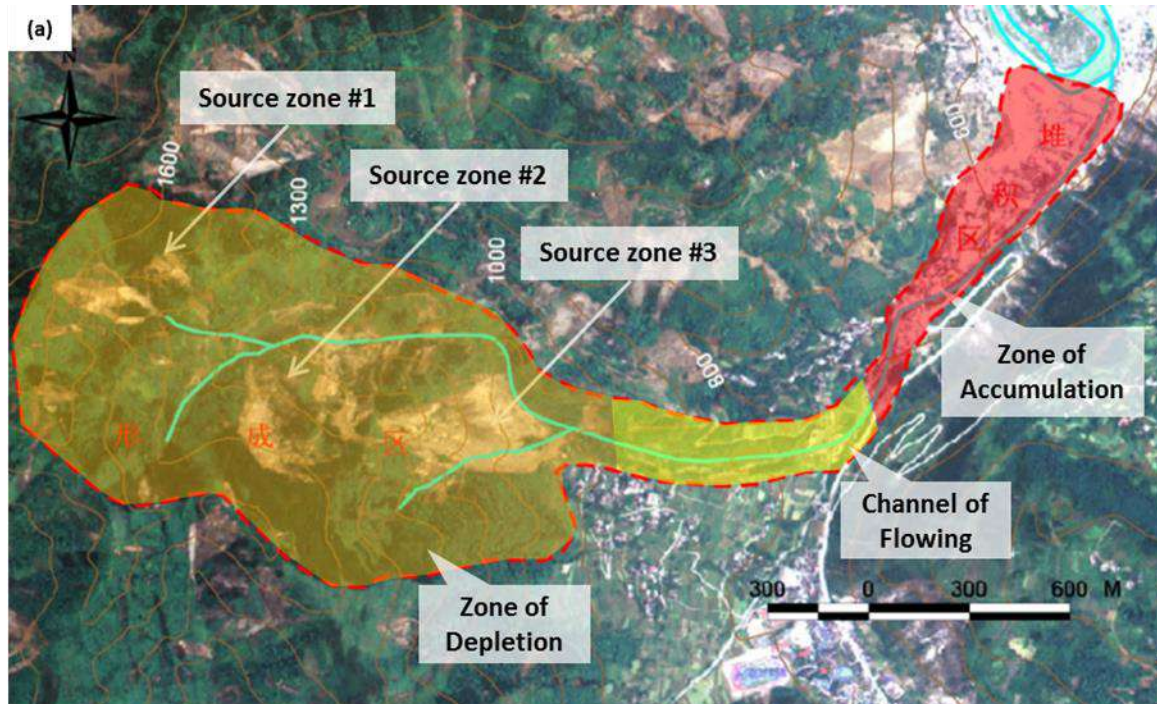 (a)
N
Source zone #1
Source zone #2
Source zone #3
1600
1300
1000
800
600
堆
积
区
形 成 区
Zone of
Accumulation
Channel of
Flowing
Zone of
Depletion
300 0 300 600 M